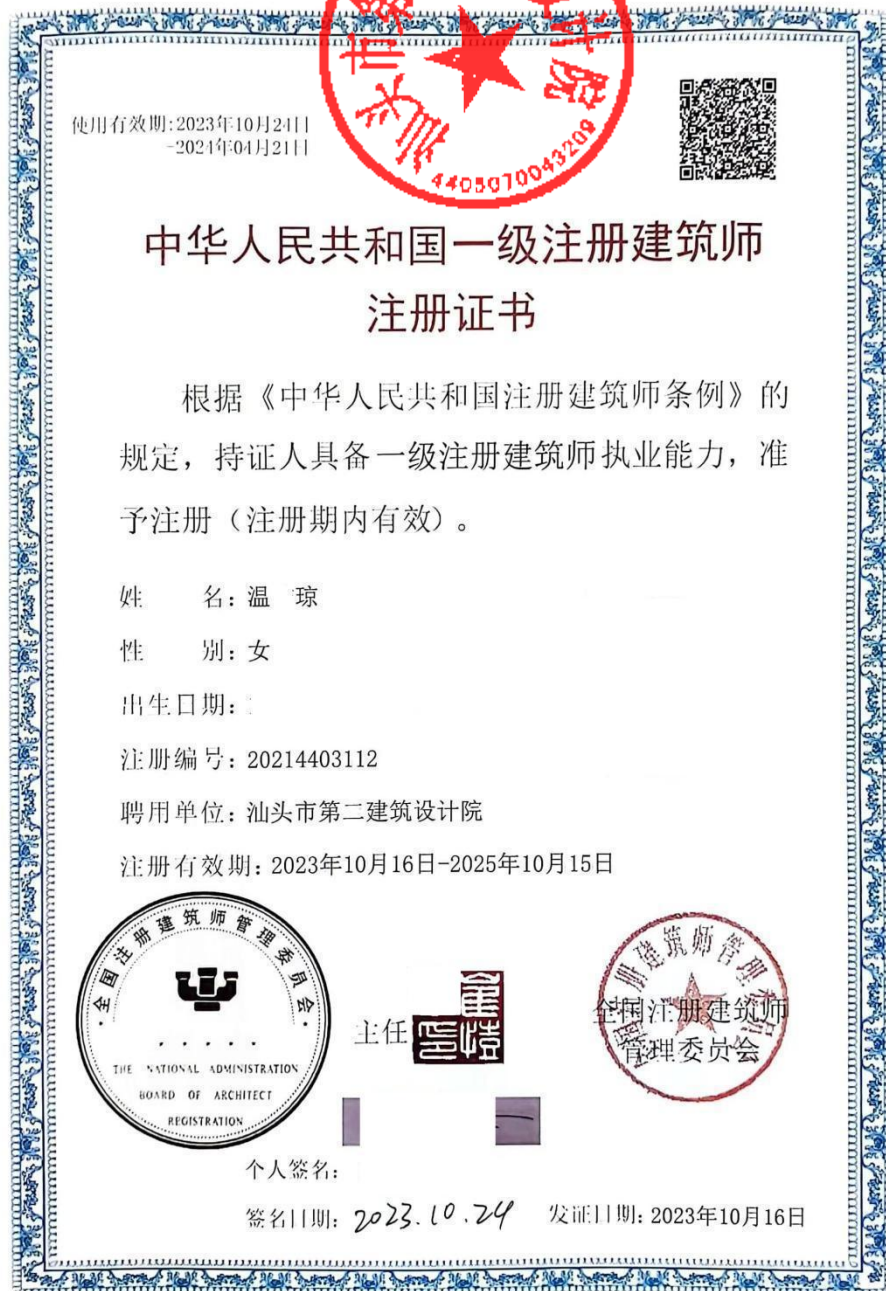 使用有效期:2023年10月24日
-2024年04月21日
汕头市第
计院
4405070043209
中华人民共和国一级注册建筑师
注册证书
根据《中华人民共和国注册建筑师条例》的
规定，持证人具备一级注册建筑师执业能力，准
予注册（注册期内有效）。
姓 名：温 琼
性 别：女
出生日期：
注册编号：20214403112
聘用单位：汕头市第二建筑设计院
注册有效期：2023年10月16日-2025年10月15日
全国注册建筑师管理委员会
THE NATIONAL ADMINISTRATION
BOARD OF ARCHITECT
REGISTRATION
主任
全国注册建筑师
管理委员会
个人签名：
签名日期：2023.10.24
发证日期：2023年10月16日